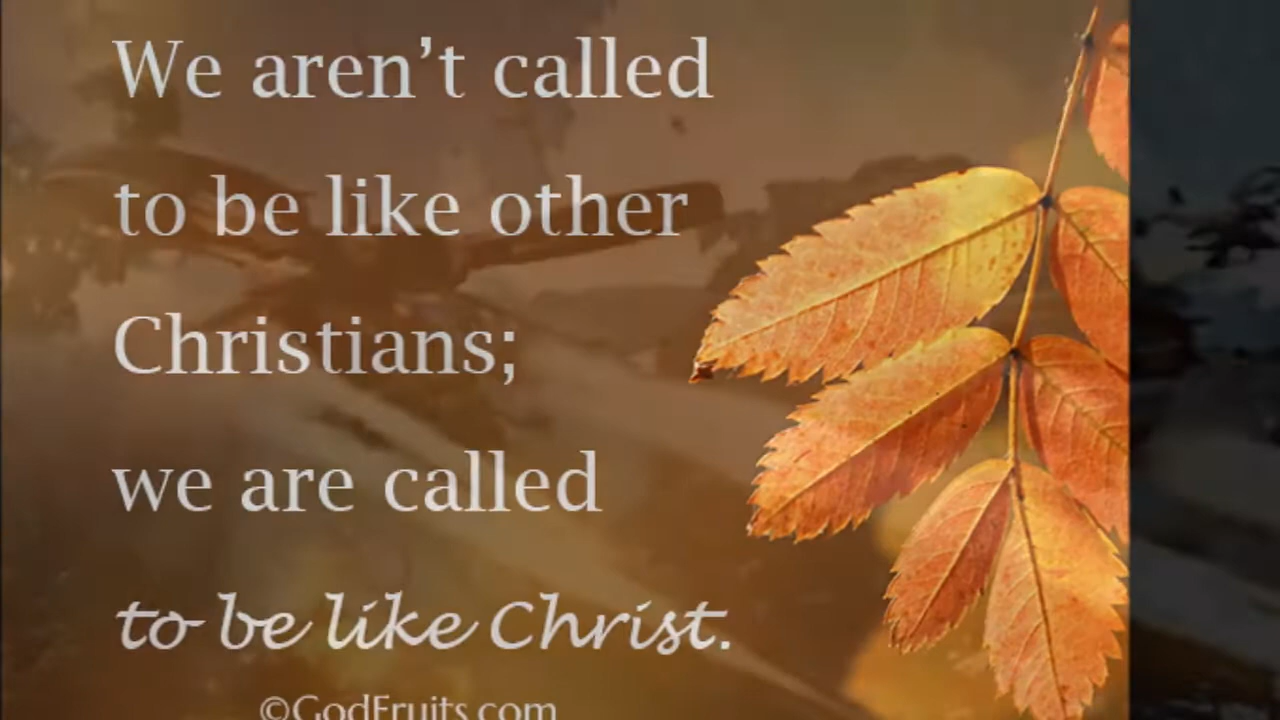 We aren’t called
to be like other
Christians;
we are called
to be like Christ.
©GodFruits.com